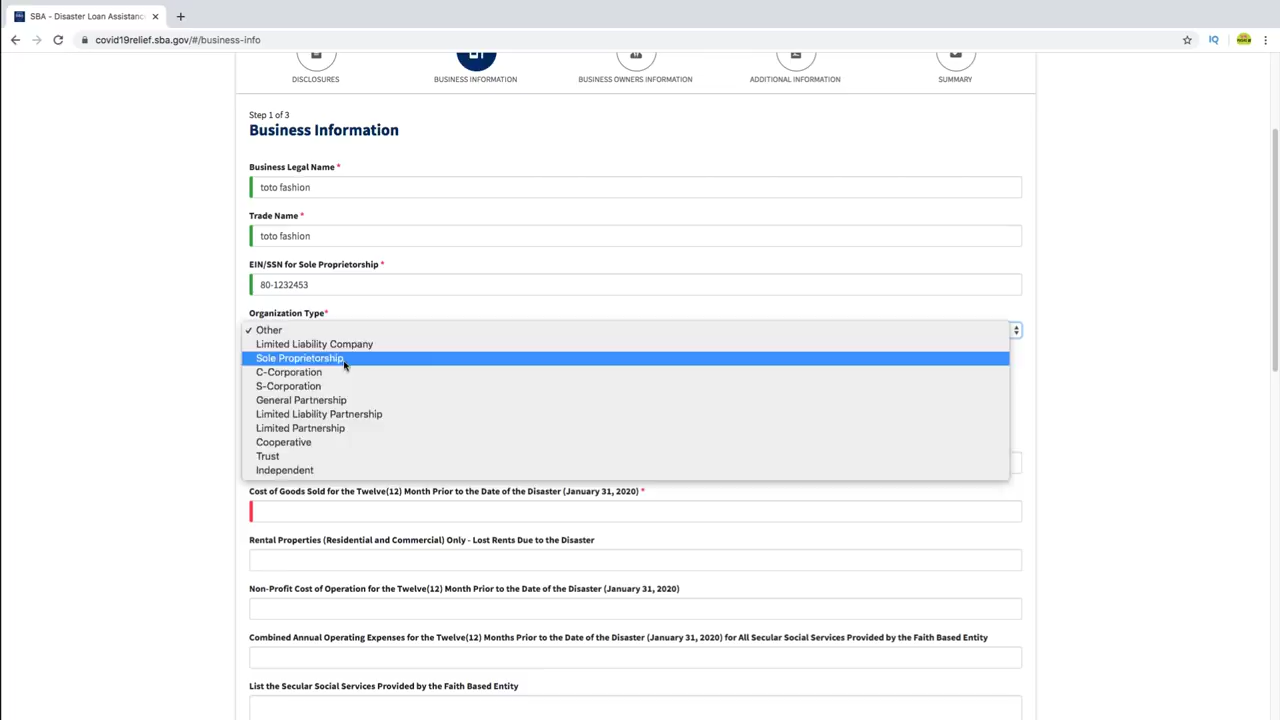 SBA - Disaster Loan Assistanc
covid19relief.sba.gov/#/business-info
IQ
DISCLOSURES
BUSINESS INFORMATION
BUSINESS OWNERS INFORMATION
ADDITIONAL INFORMATION
SUMMARY
Step 1 of 3
Business Information
Business Legal Name *
toto fashion
Trade Name *
toto fashion
EIN/SSN for Sole Proprietorship *
80-1232453
Organization Type*
✓ Other
Limited Liability Company
Sole Proprietorship
C-Corporation
S-Corporation
General Partnership
Limited Liability Partnership
Limited Partnership
Cooperative
Trust
Independent
Cost of Goods Sold for the Twelve(12) Month Prior to the Date of the Disaster (January 31, 2020) *
Rental Properties (Residential and Commercial) Only - Lost Rents Due to the Disaster
Non-Profit Cost of Operation for the Twelve(12) Month Prior to the Date of the Disaster (January 31, 2020)
Combined Annual Operating Expenses for the Twelve(12) Months Prior to the Date of the Disaster (January 31, 2020) for All Secular Social Services Provided by the Faith Based Entity
List the Secular Social Services Provided by the Faith Based Entity